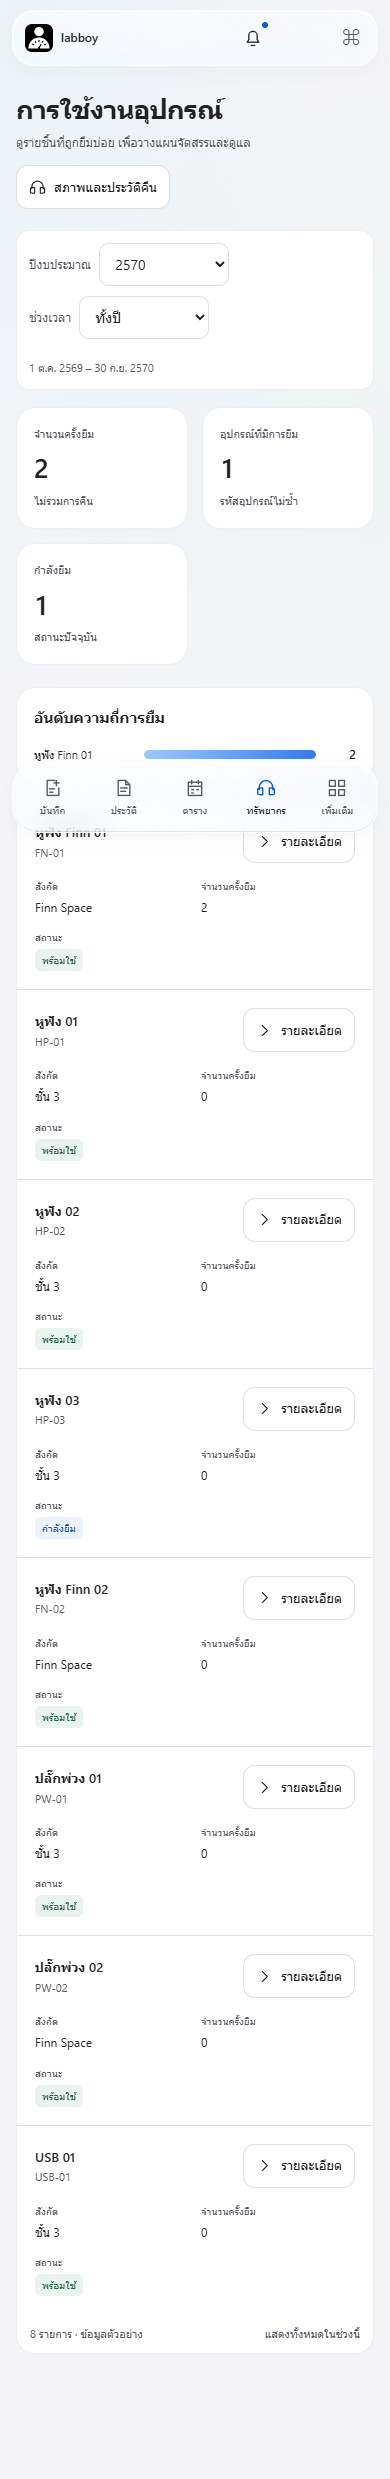 labboy
การใช้งานอุปกรณ์
ดูรายชิ้นที่ถูกยืมบ่อย เพื่อวางแผนจัดสรรและดูแล
สภาพและประวัติคืน
ปีงบประมาณ 2570
ช่วงเวลา ทั้งปี
1 ต.ค. 2569 – 30 ก.ย. 2570
จำนวนครั้งยืม
2
ไม่รวมการคืน
อุปกรณ์ที่มีการยืม
1
รหัสอุปกรณ์ไม่ซ้ำ
กำลังยืม
1
สถานะปัจจุบัน
อันดับความถี่การยืม
หูฟัง Finn 01 2
บันทึก ประวัติ ตาราง ทรัพยากร เพิ่มเติม
หูฟัง Finn 01 รายละเอียด
FN-01
สังกัด จำนวนครั้งยืม
Finn Space 2
สถานะ
พร้อมใช้
หูฟัง 01 รายละเอียด
HP-01
สังกัด จำนวนครั้งยืม
ชั้น 3 0
สถานะ
พร้อมใช้
หูฟัง 02 รายละเอียด
HP-02
สังกัด จำนวนครั้งยืม
ชั้น 3 0
สถานะ
พร้อมใช้
หูฟัง 03 รายละเอียด
HP-03
สังกัด จำนวนครั้งยืม
ชั้น 3 0
สถานะ
กำลังยืม
หูฟัง Finn 02 รายละเอียด
FN-02
สังกัด จำนวนครั้งยืม
Finn Space 0
สถานะ
พร้อมใช้
ปลั๊กพ่วง 01 รายละเอียด
PW-01
สังกัด จำนวนครั้งยืม
ชั้น 3 0
สถานะ
พร้อมใช้
ปลั๊กพ่วง 02 รายละเอียด
PW-02
สังกัด จำนวนครั้งยืม
Finn Space 0
สถานะ
พร้อมใช้
USB 01 รายละเอียด
USB-01
สังกัด จำนวนครั้งยืม
ชั้น 3 0
สถานะ
พร้อมใช้
8 รายการ · ข้อมูลตัวอย่าง แสดงทั้งหมดในช่วงนี้